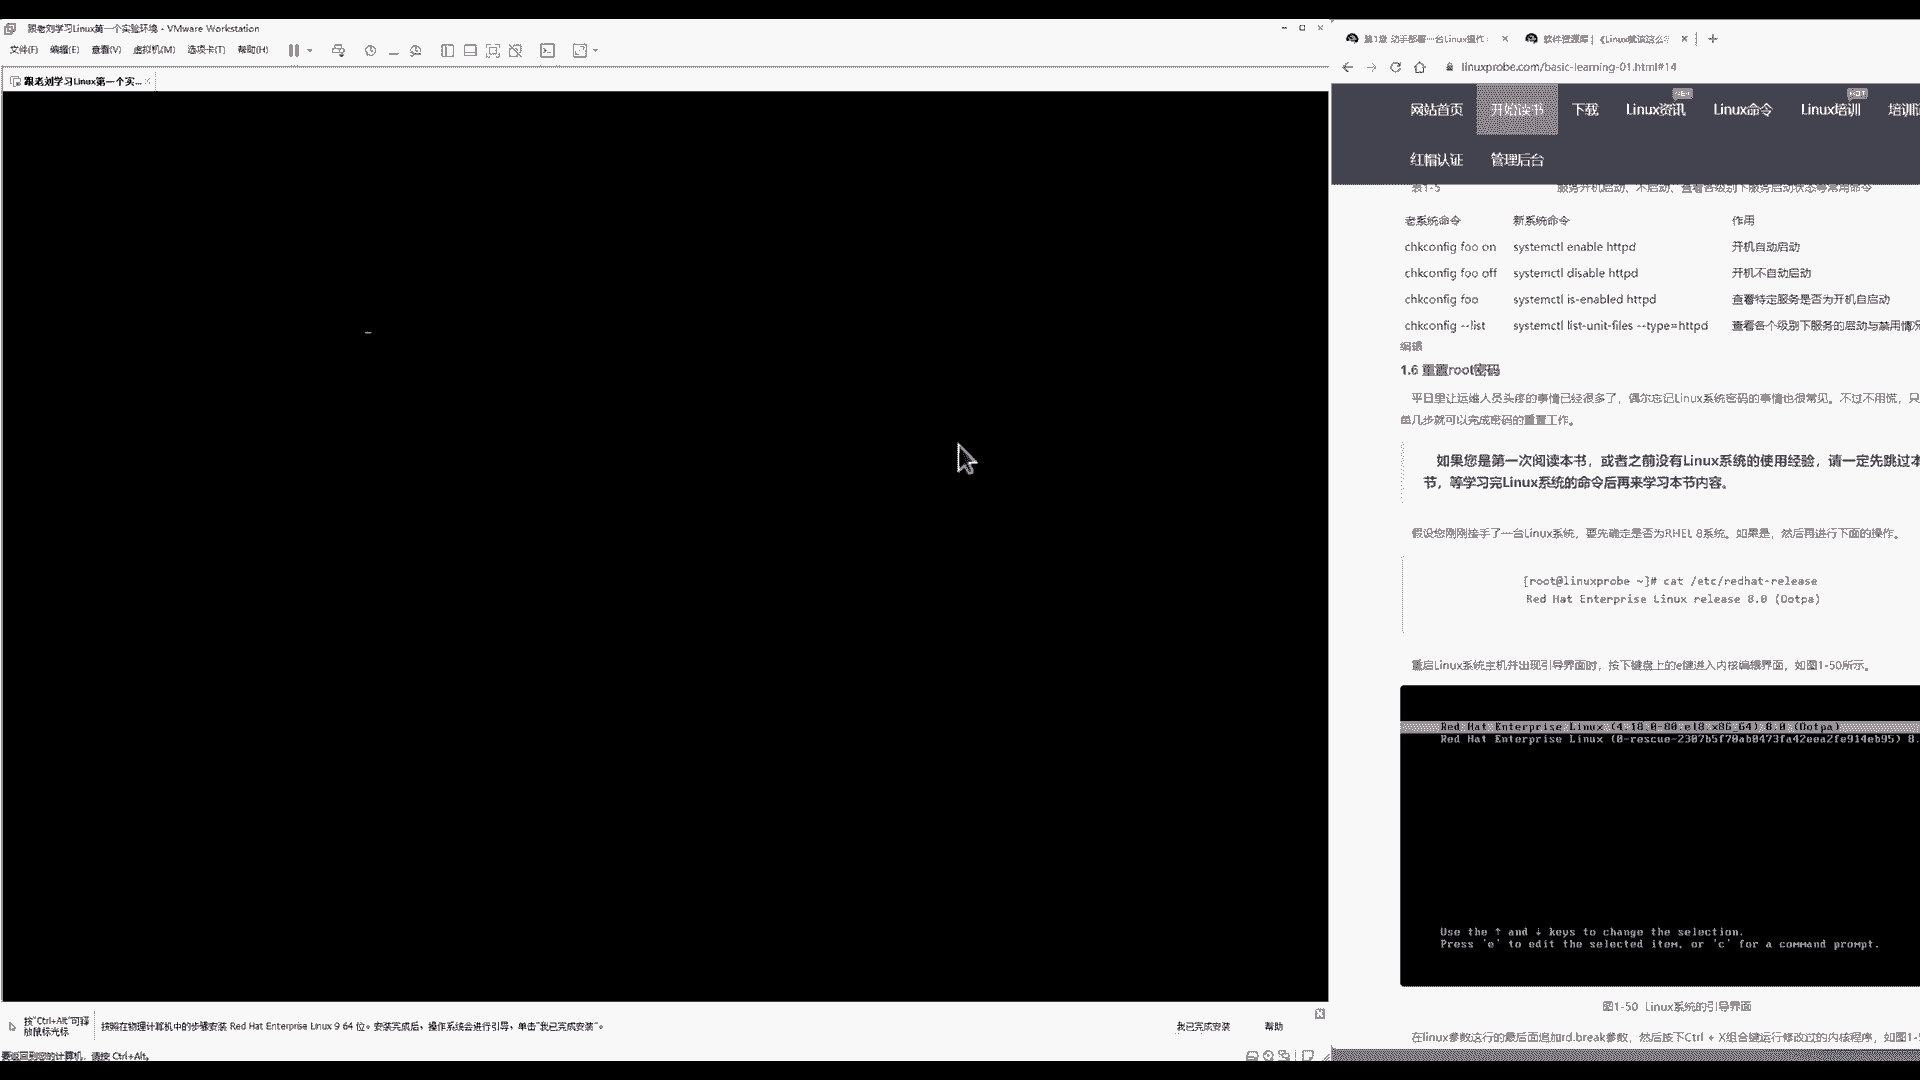 跟老刘学习Linux第一个实验环境 - VMware Workstation
文件(F) 编辑(E) 查看(V) 虚拟机(M) 选项卡(T) 帮助(H)
跟老刘学习Linux第一个实...
按"Ctrl+Alt"可释放鼠标光标
按照在物理计算机中的步骤安装 Red Hat Enterprise Linux 9 64 位。安装完成后，操作系统会进行引导，单击"我已完成安装"。
我已完成安装 帮助
要返回到您的计算机，请按 Ctrl+Alt。
第1章 动手部署一台Linux操作
软件资源库 | 《Linux就该这么学
linuxprobe.com/basic-learning-01.html#14
网站首页 开始读书 下载 Linux资讯 Linux命令 Linux培训
HOT
红帽认证 管理后台
表1-5 服务开机启动、不启动、查看各级别下服务启动状态等常用命令
老系统命令 新系统命令 作用
chkconfig foo on systemctl enable httpd 开机自动启动
chkconfig foo off systemctl disable httpd 开机不自动启动
chkconfig foo systemctl is-enabled httpd 查看特定服务是否为开机自启动
chkconfig --list systemctl list-unit-files --type=httpd 查看各个级别下服务的启动与禁用情况
编辑
1.6 重置root密码
平日里让运维人员头疼的事情已经很多了，偶尔忘记Linux系统密码的事情也很常见。不过不用慌，只
几步就可以完成密码的重置工作。
如果您是第一次阅读本书，或者之前没有Linux系统的使用经验，请一定先跳过本
节，等学习完Linux系统的命令后再来学习本节内容。
假设您刚刚接手了一台Linux系统，要先确定是否为RHEL 8系统。如果是，然后再进行下面的操作。
[root@linuxprobe ~]# cat /etc/redhat-release
Red Hat Enterprise Linux release 8.0 (Ootpa)
重启Linux系统主机并出现引导界面时，按下键盘上的e键进入内核编辑界面，如图1-50所示。
Red Hat Enterprise Linux (4.18.0-80.el8.x86_64) 8.0 (Ootpa)
Red Hat Enterprise Linux (0-rescue-2307b5f70ab0473fa42eea2fe914eb95) 8.
Use the ↑ and ↓ keys to change the selection.
Press 'e' to edit the selected item, or 'c' for a command prompt.
图1-50 Linux系统的引导界面
在linux参数这行的最后面追加rd.break参数，然后按下Ctrl + X组合键运行修改过的内核程序，如图1-5